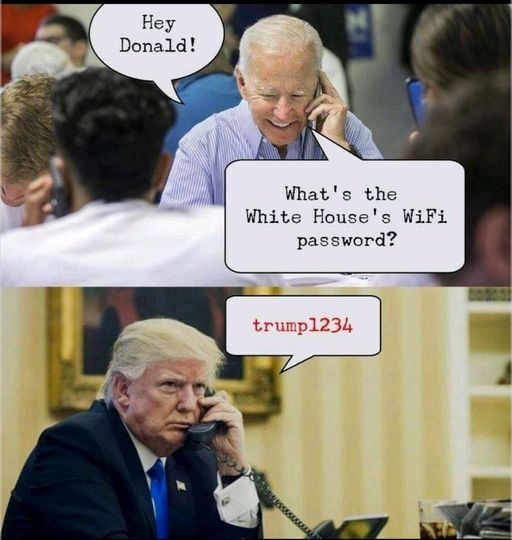 Hey
Donald!
What's the
White House's WiFi
password?
trump1234